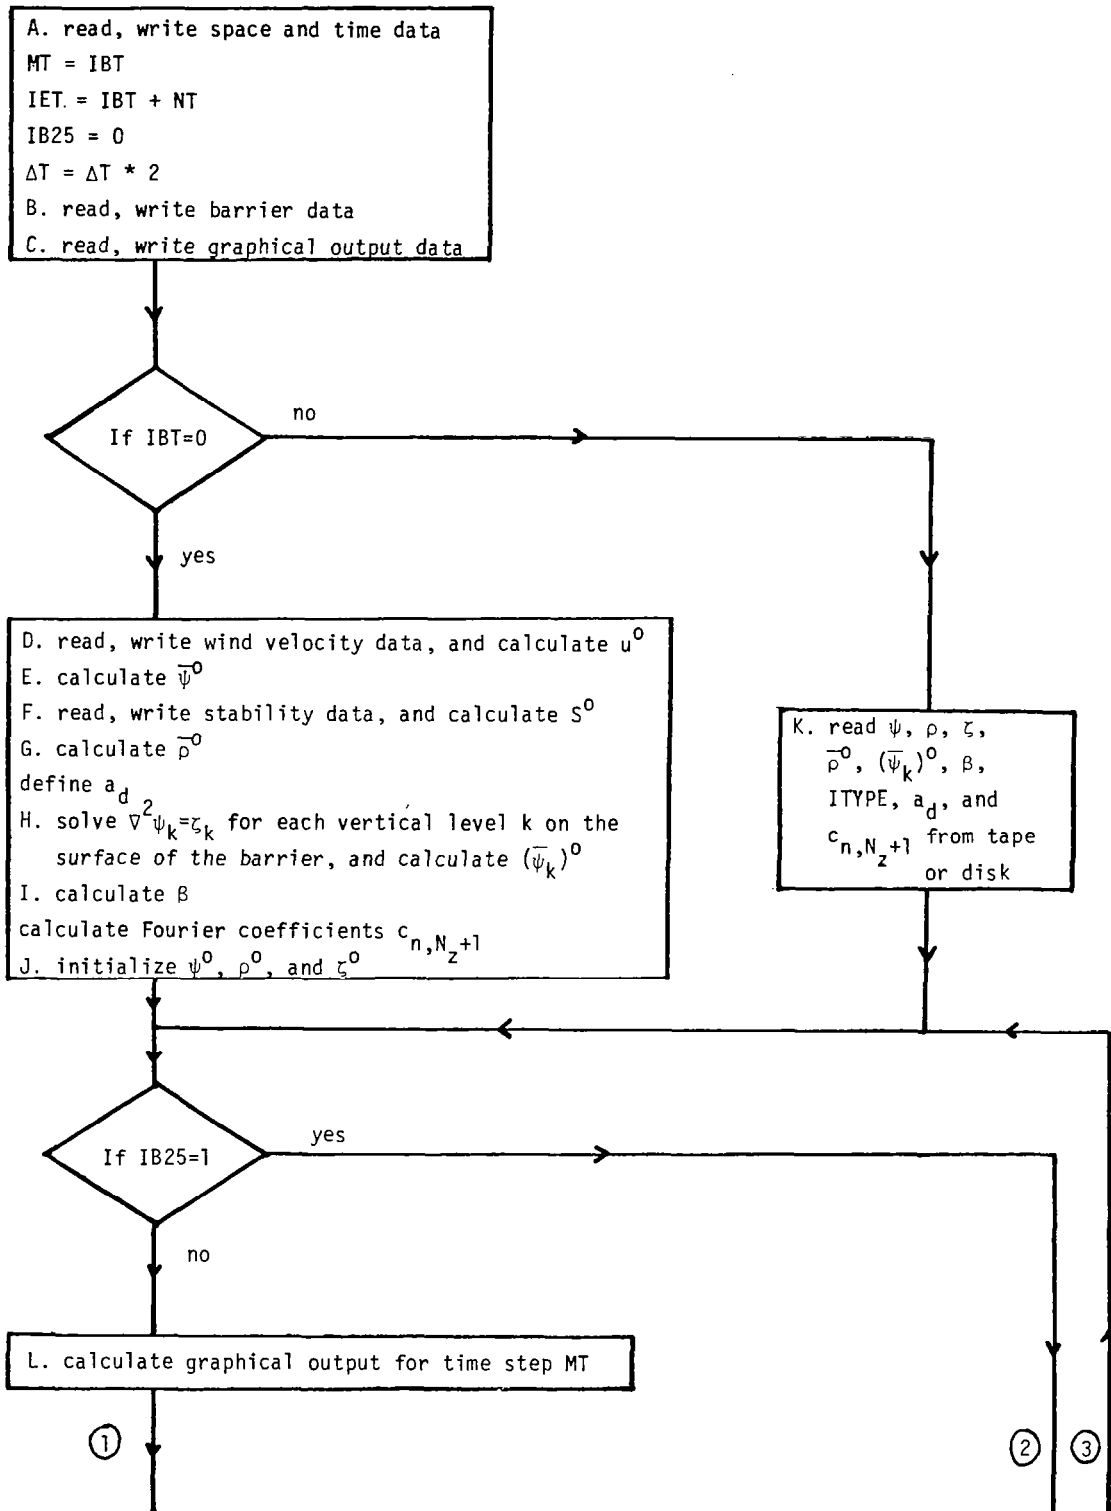 A. read, write space and time data
MT = IBT
IET. = IBT + NT
IB25 = 0
ΔT = ΔT * 2
B. read, write barrier data
C. read, write graphical output data
If IBT=0
no
yes
D. read, write wind velocity data, and calculate u⁰
E. calculate ψ̅⁰
F. read, write stability data, and calculate S⁰
G. calculate ρ̅⁰
define a_d
H. solve ∇²ψ_k=ζ_k for each vertical level k on the
surface of the barrier, and calculate (ψ̅_k)⁰
I. calculate β
calculate Fourier coefficients c_{n,N_z+1}
J. initialize ψ⁰, ρ⁰, and ζ⁰
K. read ψ, ρ, ζ,
ρ̅⁰, (ψ̅_k)⁰, β,
ITYPE, a_d, and
c_{n,N_z+1} from tape
or disk
If IB25=1
yes
no
L. calculate graphical output for time step MT
1
2
3